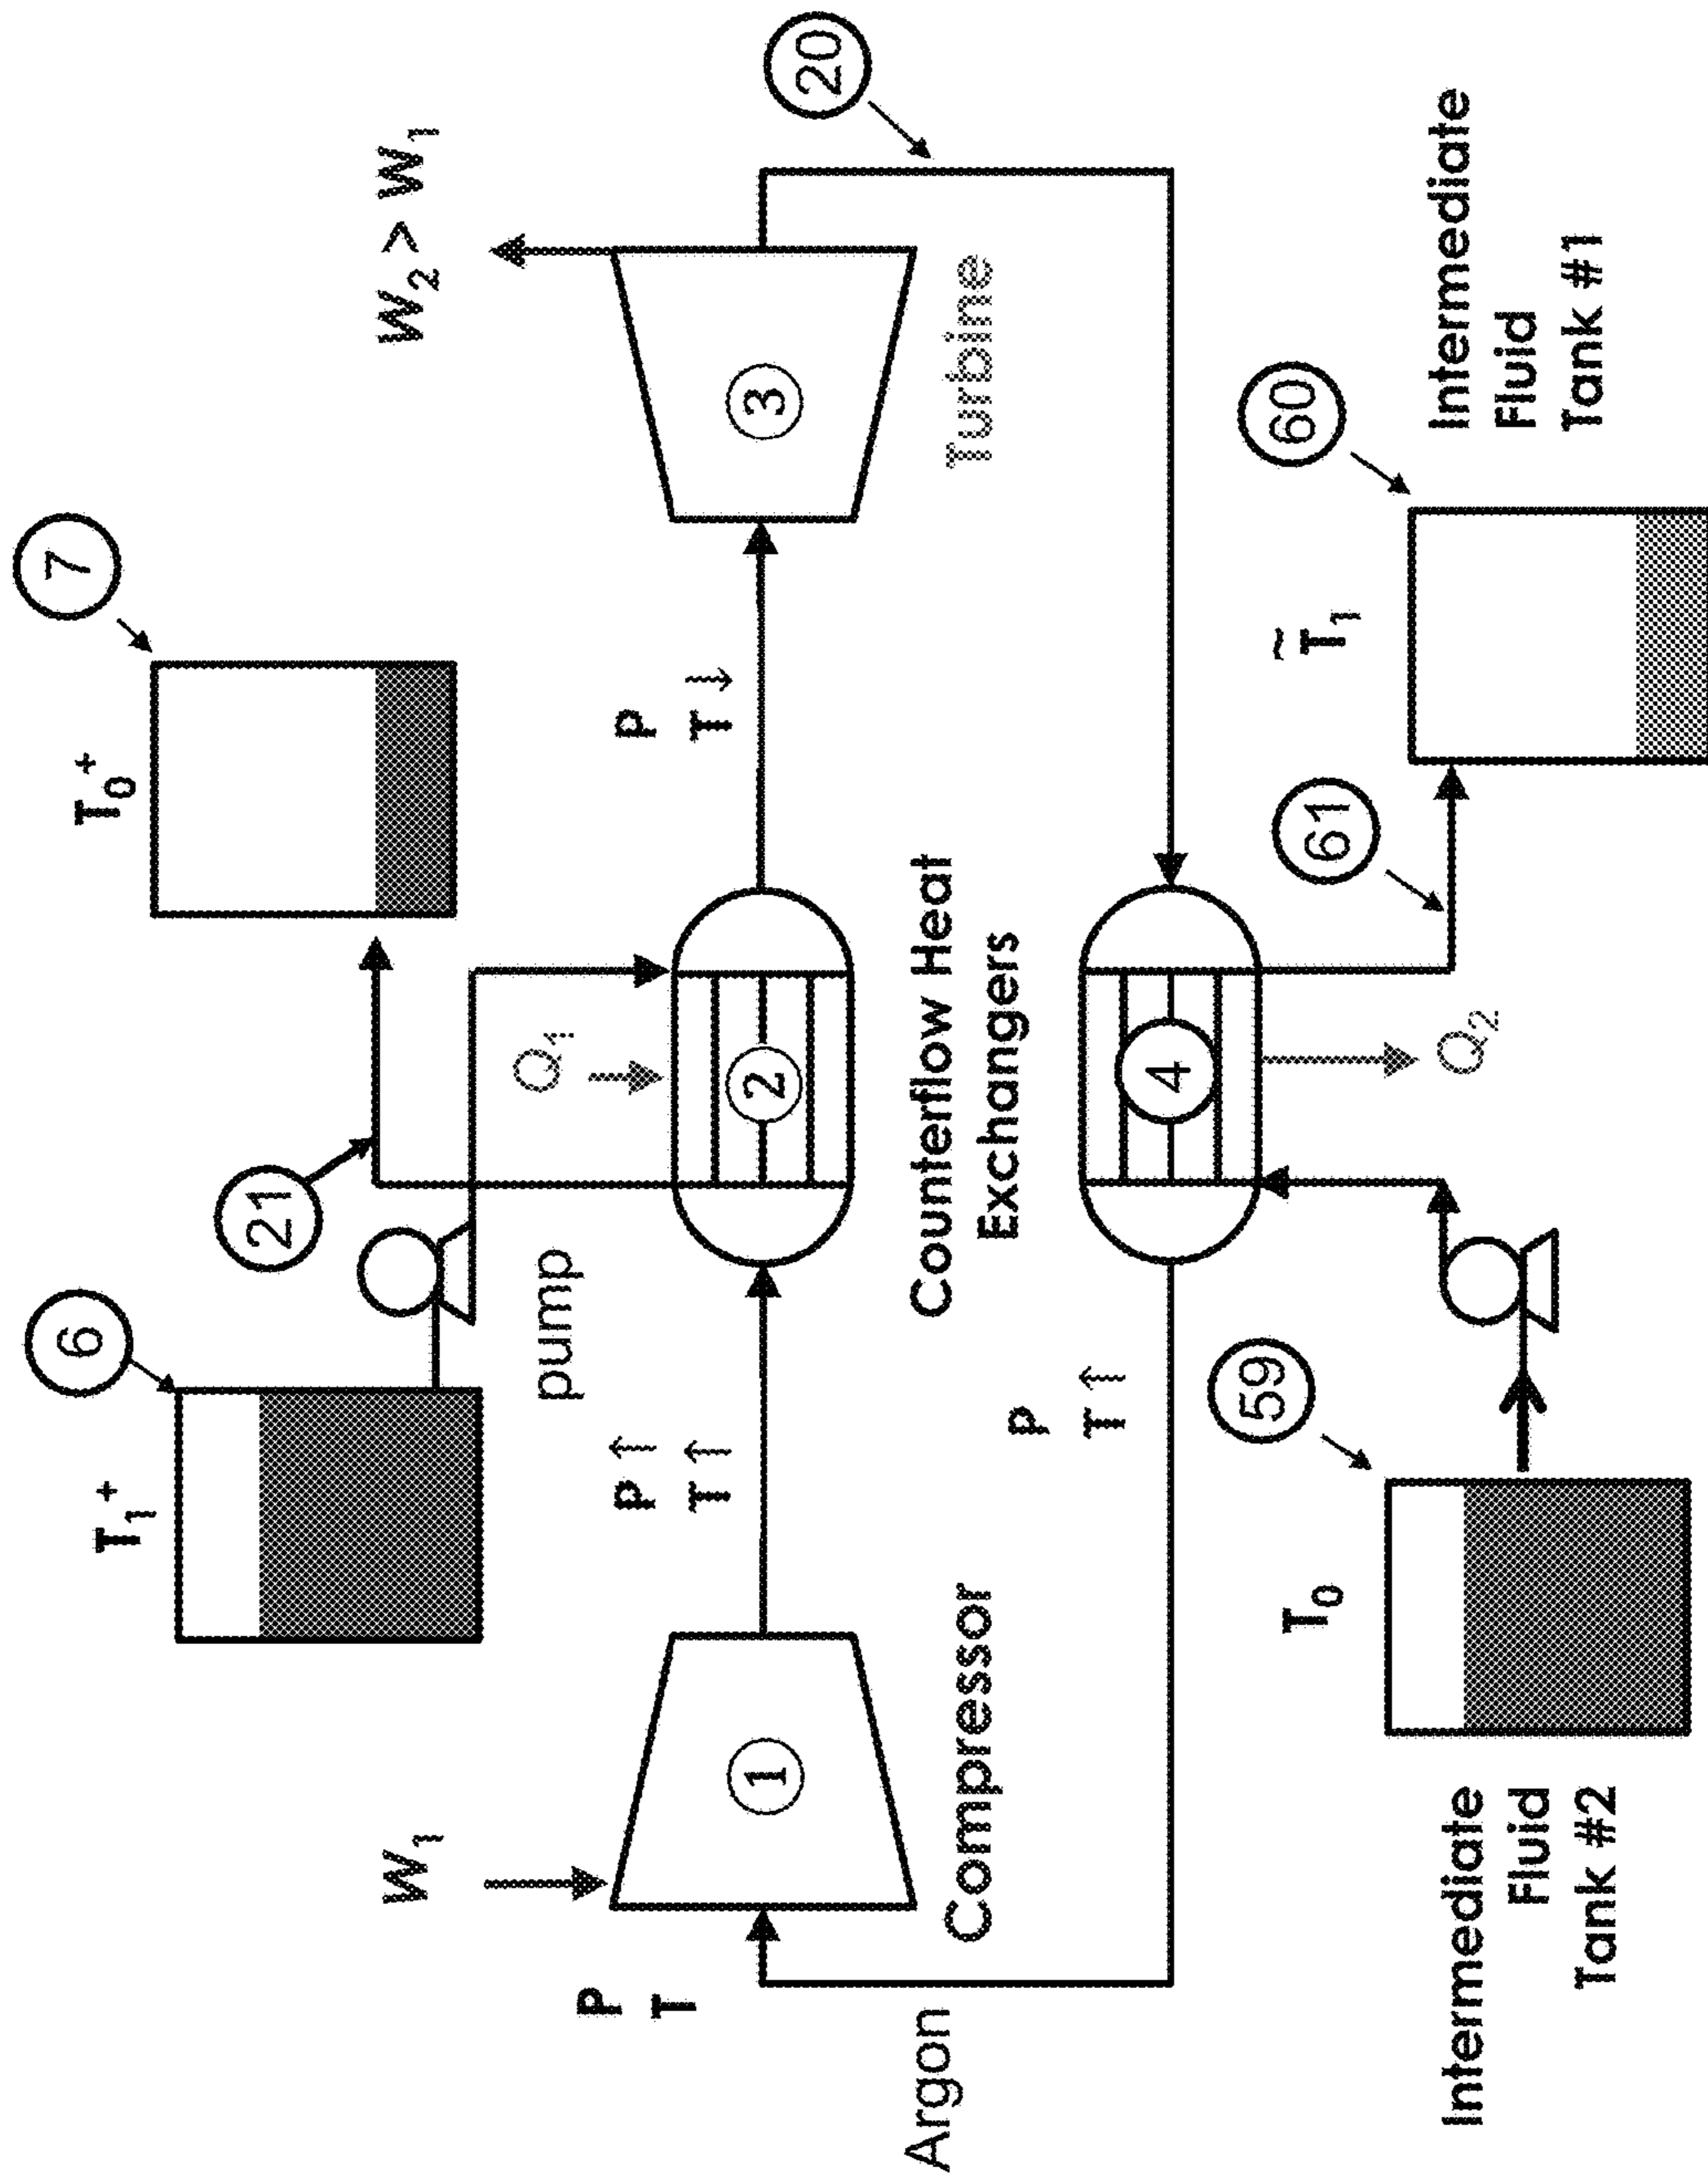 6
7
T₁⁺
T₀⁺
21
20
W₁
W₂ > W₁
pump
Q₁
P
T
P↑
T↑
P
T↓
1
2
3
Compressor
Turbine
Argon
Counterflow Heat
Exchangers
P
T↑
4
59
61
60
T₀
T̃₁
Q₂
Intermediate
Fluid
Tank #2
Intermediate
Fluid
Tank #1